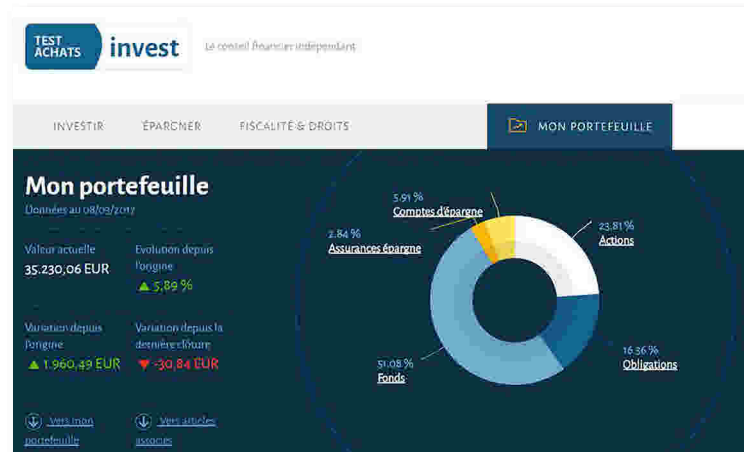 TEST
ACHATS
invest
Le conseil financier indépendant
INVESTIR
ÉPARGNER
FISCALITÉ & DROITS
MON PORTEFEUILLE
Mon portefeuille
Données au 08/09/2017
Valeur actuelle
35.230,06 EUR
Evolution depuis
l'origine
5,89 %
Variation depuis
l'origine
1.960,49 EUR
Variation depuis la
dernière clôture
-30,84 EUR
Vers mon
portefeuille
Vers articles
associés
5.91 %
Comptes d'épargne
2.84 %
Assurances épargne
23.81 %
Actions
51.08 %
Fonds
16.36 %
Obligations